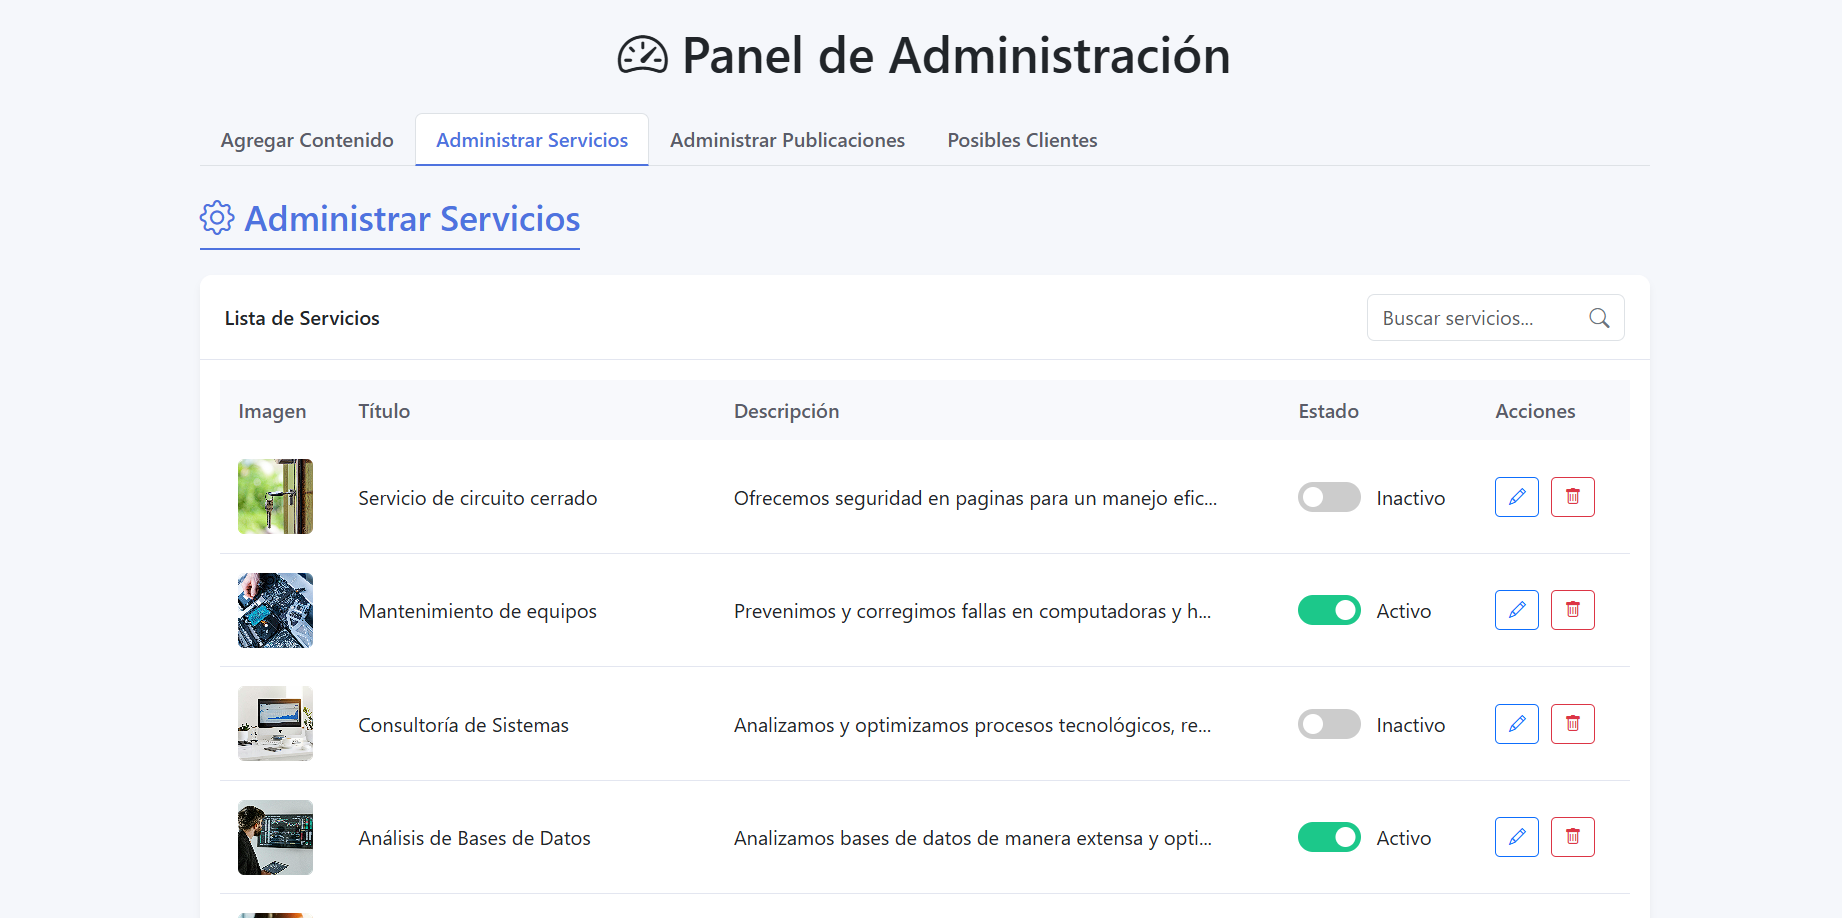 Panel de Administración
Agregar Contenido Administrar Servicios Administrar Publicaciones Posibles Clientes
Administrar Servicios
Lista de Servicios Buscar servicios...
Imagen Título Descripción Estado Acciones
Servicio de circuito cerrado Ofrecemos seguridad en paginas para un manejo efic... Inactivo
Mantenimiento de equipos Prevenimos y corregimos fallas en computadoras y h... Activo
Consultoría de Sistemas Analizamos y optimizamos procesos tecnológicos, re... Inactivo
Análisis de Bases de Datos Analizamos bases de datos de manera extensa y opti... Activo